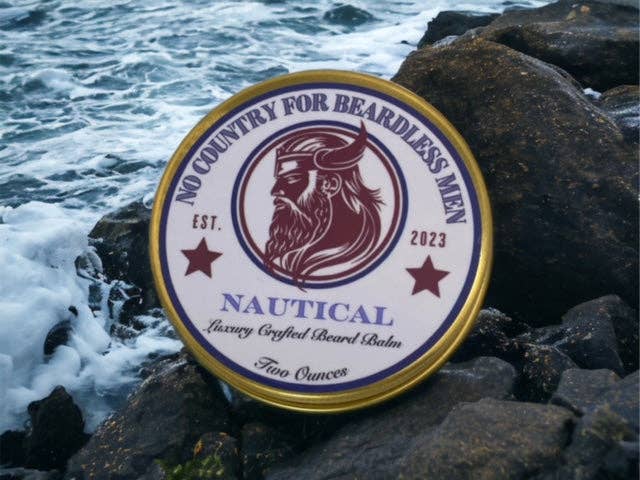 NO COUNTRY FOR BEARDLESS MEN
EST. 2023
NAUTICAL
Luxury Crafted Beard Balm
Two Ounces